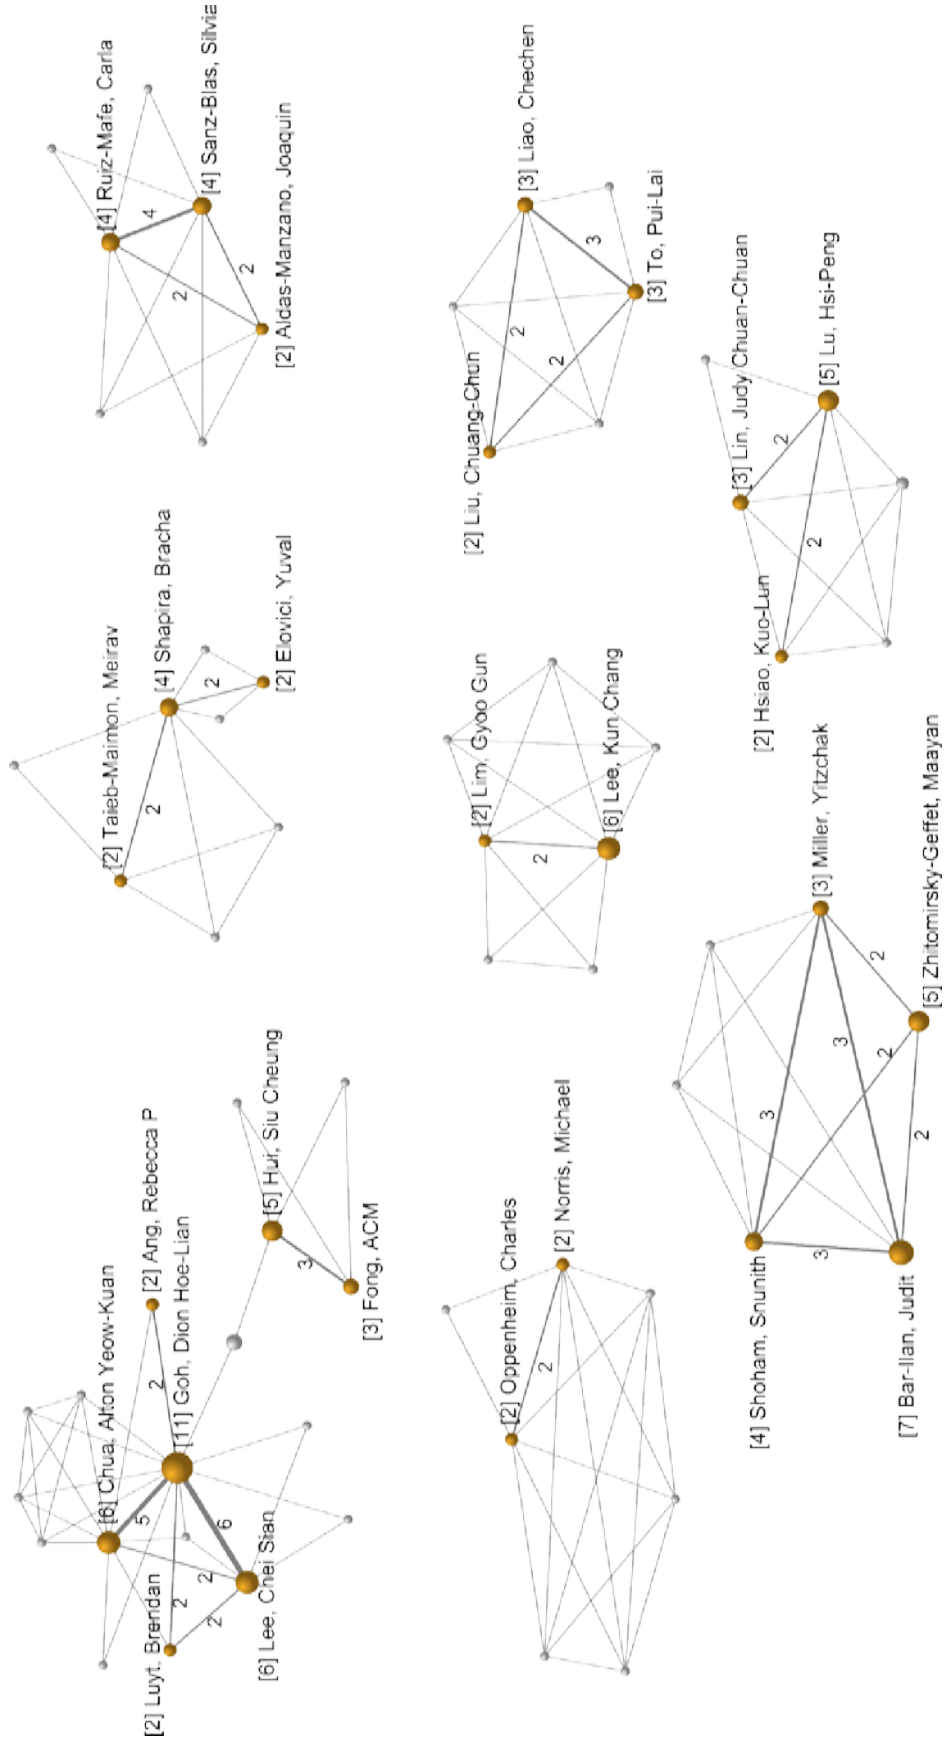 [6] Chua, Alton Yeow-Kuan
[2] Ang, Rebecca P
[11] Goh, Dion Hoe-Lian
[2] Luyt, Brendan
[6] Lee, Chei Sian
[5] Hui, Siu Cheung
[3] Fong, ACM
5
2
6
2
2
2
3
[2] Taieb-Maimon, Meirav
[4] Shapira, Bracha
[2] Elovici, Yuval
2
2
[4] Ruiz-Mafe, Carla
[4] Sanz-Blas, Silvia
[2] Aldas-Manzano, Joaquin
4
2
2
[2] Oppenheim, Charles
[2] Norris, Michael
2
[2] Lim, Gyoo Gun
[6] Lee, Kun Chang
2
[3] Liao, Chechen
[2] Liu, Chuang-Chun
[3] To, Pui-Lai
2
2
3
[4] Shoham, Snunith
[3] Miller, Yitzchak
[7] Bar-Ilan, Judit
[5] Zhitomirsky-Geffet, Maayan
3
3
3
2
2
2
[3] Lin, Judy Chuan-Chuan
[2] Hsiao, Kuo-Lun
[5] Lu, Hsi-Peng
2
2